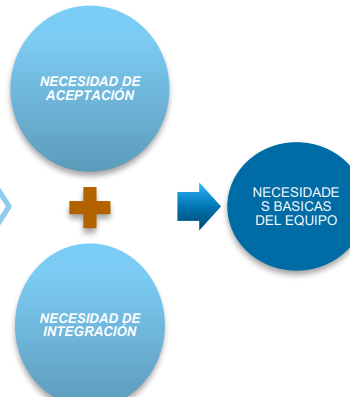 NECESIDAD DE
ACEPTACIÓN
NECESIDADE
S BASICAS
DEL EQUIPO
NECESIDAD DE
INTEGRACIÓN